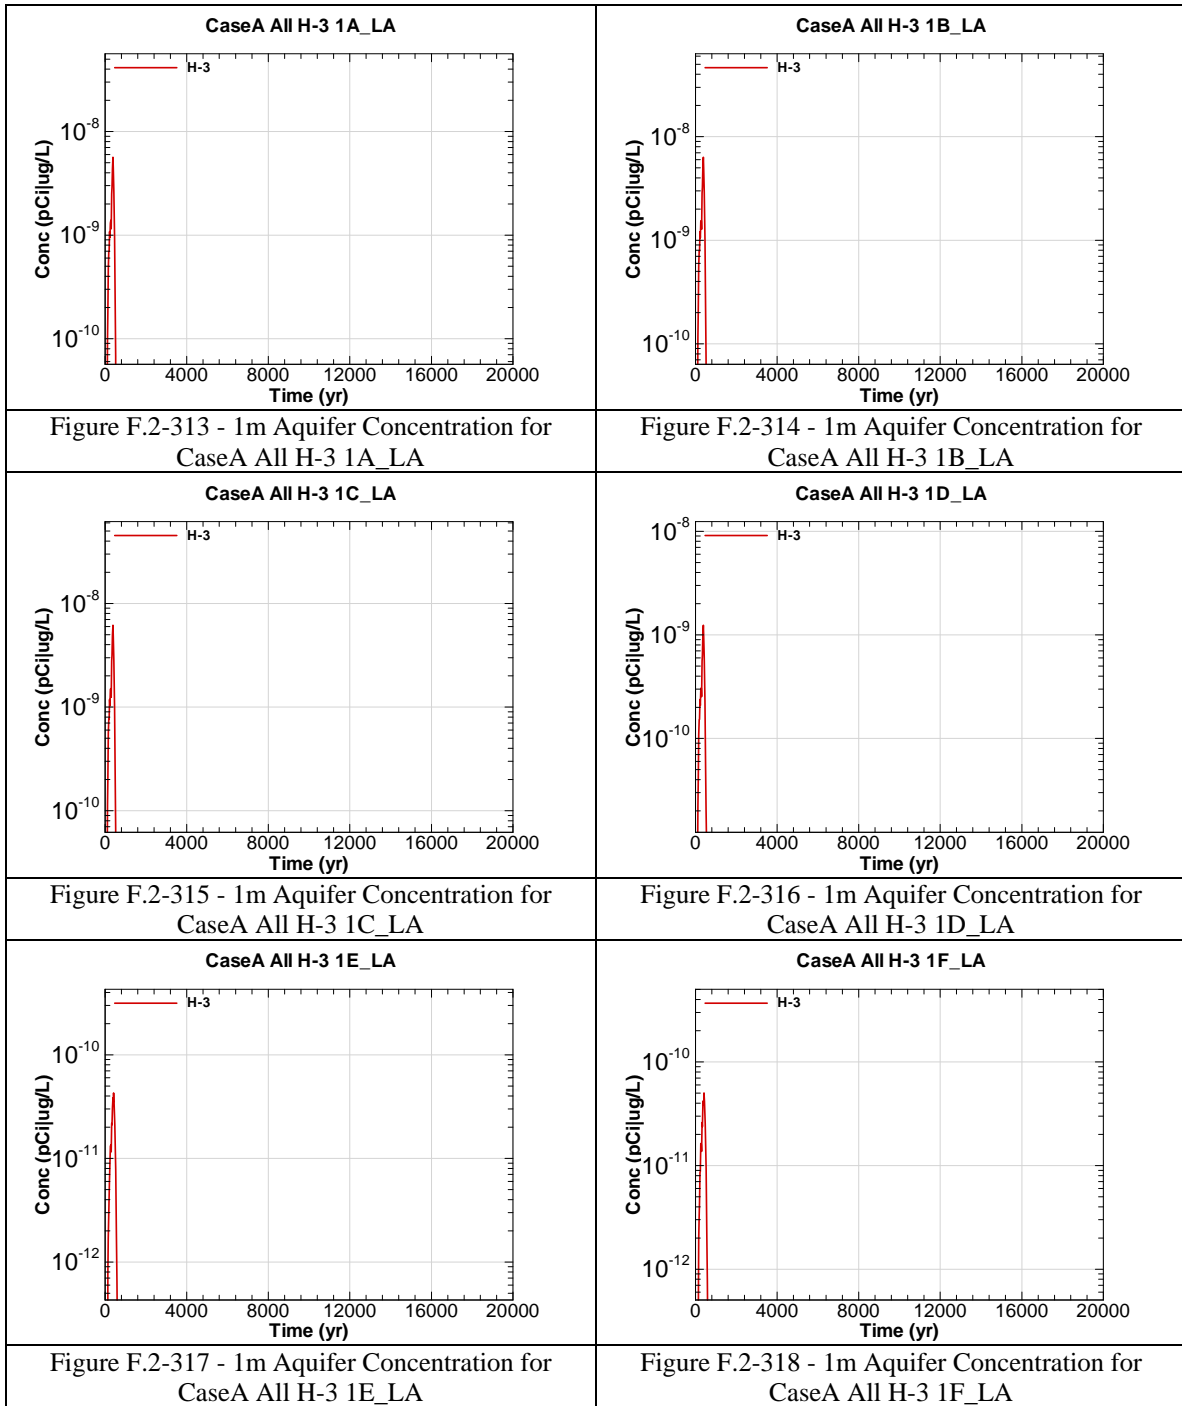 CaseA All H-3 1A_LA
H-3
Conc (pCi|ug/L)
10-8
10-9
10-10
0 4000 8000 12000 16000 20000
Time (yr)
Figure F.2-313 - 1m Aquifer Concentration for
CaseA All H-3 1A_LA
CaseA All H-3 1B_LA
H-3
Conc (pCi|ug/L)
10-8
10-9
10-10
0 4000 8000 12000 16000 20000
Time (yr)
Figure F.2-314 - 1m Aquifer Concentration for
CaseA All H-3 1B_LA
CaseA All H-3 1C_LA
H-3
Conc (pCi|ug/L)
10-8
10-9
10-10
0 4000 8000 12000 16000 20000
Time (yr)
Figure F.2-315 - 1m Aquifer Concentration for
CaseA All H-3 1C_LA
CaseA All H-3 1D_LA
H-3
Conc (pCi|ug/L)
10-8
10-9
10-10
0 4000 8000 12000 16000 20000
Time (yr)
Figure F.2-316 - 1m Aquifer Concentration for
CaseA All H-3 1D_LA
CaseA All H-3 1E_LA
H-3
Conc (pCi|ug/L)
10-10
10-11
10-12
0 4000 8000 12000 16000 20000
Time (yr)
Figure F.2-317 - 1m Aquifer Concentration for
CaseA All H-3 1E_LA
CaseA All H-3 1F_LA
H-3
Conc (pCi|ug/L)
10-10
10-11
10-12
0 4000 8000 12000 16000 20000
Time (yr)
Figure F.2-318 - 1m Aquifer Concentration for
CaseA All H-3 1F_LA